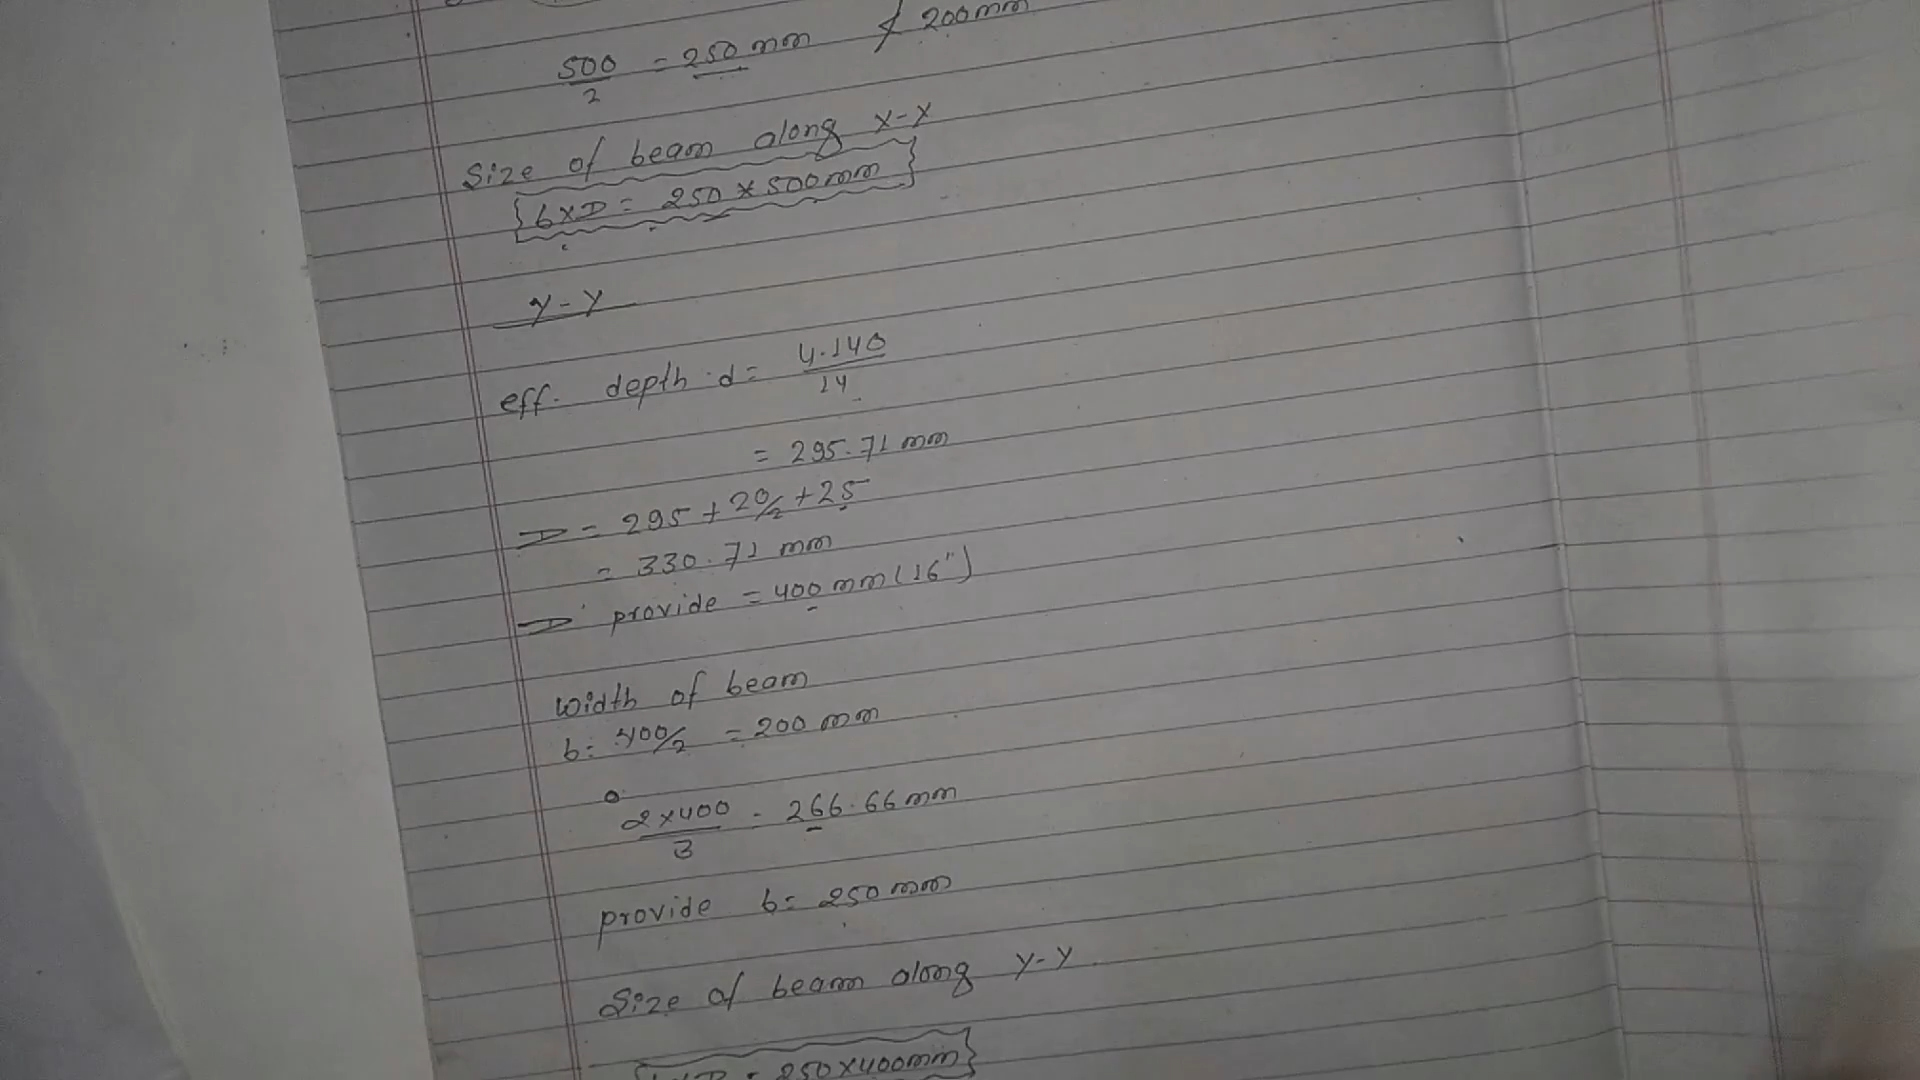 500/2 = 250 mm ≮ 200mm
Size of beam along X-X
{b×D = 250 × 500mm}
Y-Y
eff. depth d = 4.140/14
= 295.71 mm
D = 295 + 20/2 + 25
= 330.71 mm
D provide = 400 mm (16")
width of beam
b = 400/2 = 200 mm
2×400/3 = 266.66 mm
provide b = 250 mm
Size of beam along Y-Y
= 250×400mm}